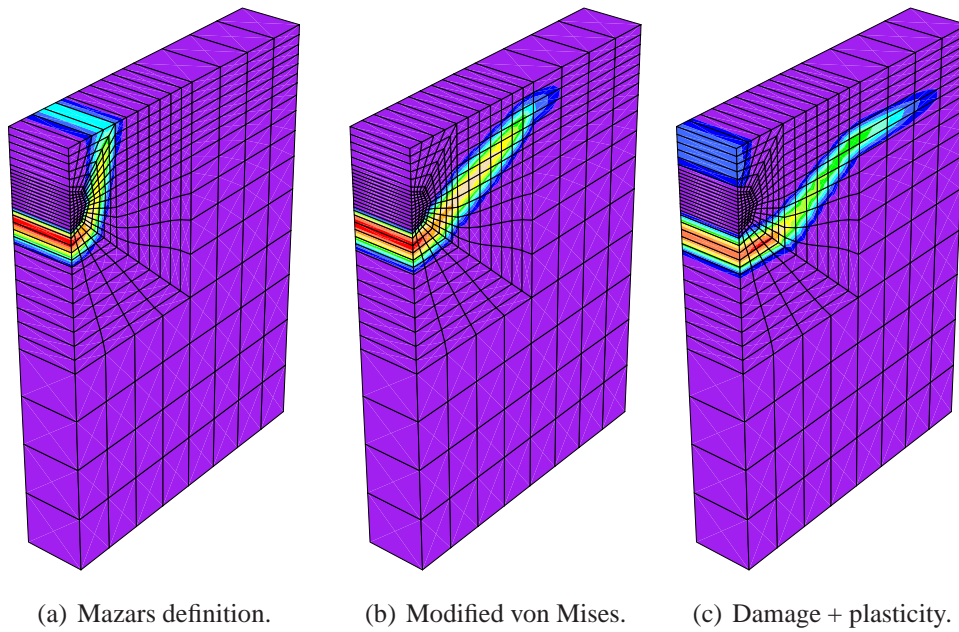 (a) Mazars definition.
(b) Modified von Mises.
(c) Damage + plasticity.